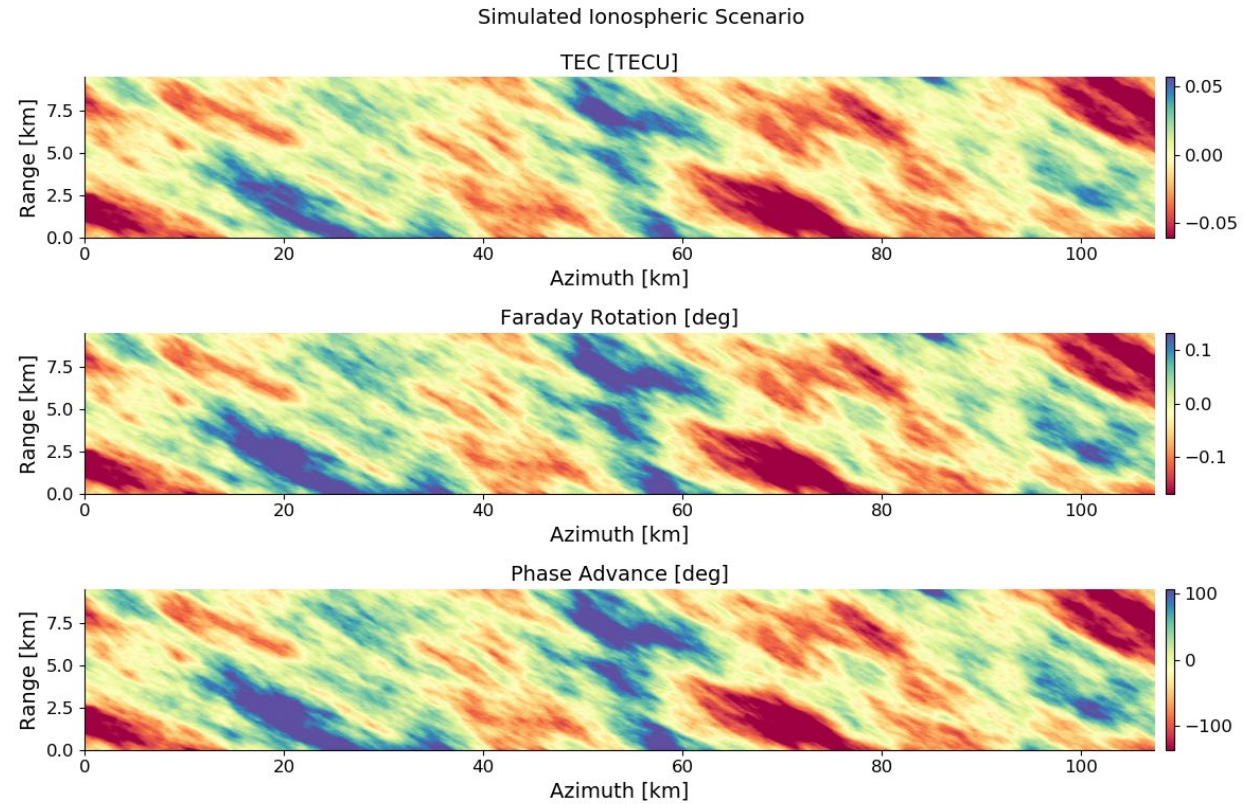 Simulated Ionospheric Scenario
TEC [TECU]
Range [km]
7.5
5.0
2.5
0.0
0 20 40 60 80 100
Azimuth [km]
0.05
0.00
−0.05
Faraday Rotation [deg]
Range [km]
7.5
5.0
2.5
0.0
0 20 40 60 80 100
Azimuth [km]
0.1
0.0
−0.1
Phase Advance [deg]
Range [km]
7.5
5.0
2.5
0.0
0 20 40 60 80 100
Azimuth [km]
100
0
−100